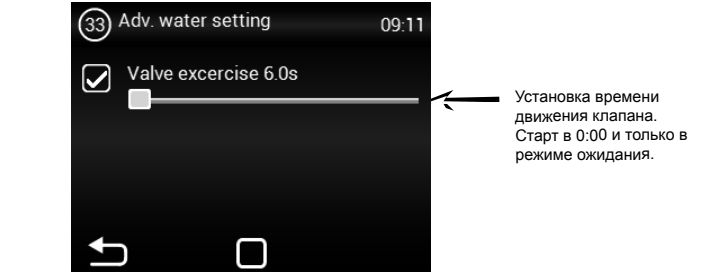 33 Adv. water setting 09:11
Valve excercise 6.0s
Установка времени
движения клапана.
Старт в 0:00 и только в
режиме ожидания.